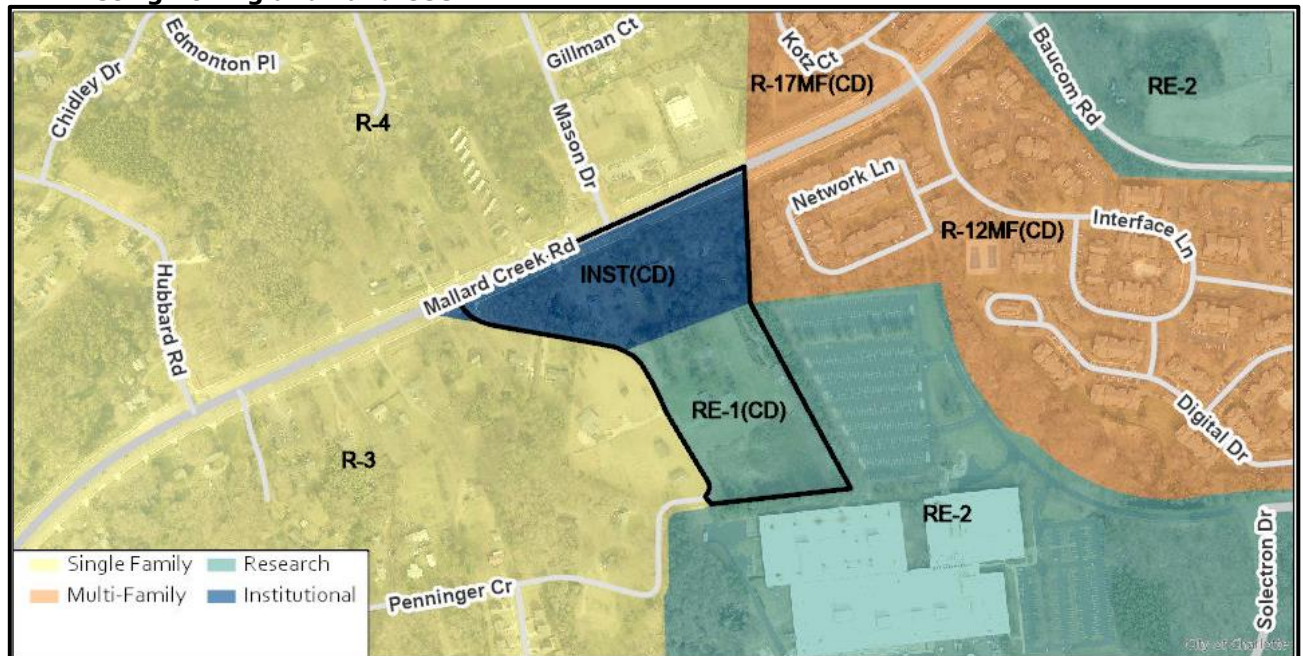 Edmonton Pl
Gillman Ct
Kotz Ct
Chidley Dr
R-17MF(CD)
Baucom Rd
RE-2
R-4
Mason Dr
Network Ln
Interface Ln
R-12MF(CD)
Hubbard Rd
Mallard Creek Rd
INST(CD)
RE-1(CD)
Digital Dr
R-3
RE-2
Solectron Dr
Single Family
Research
Multi-Family
Institutional
Penninger Cr
City of Charlotte